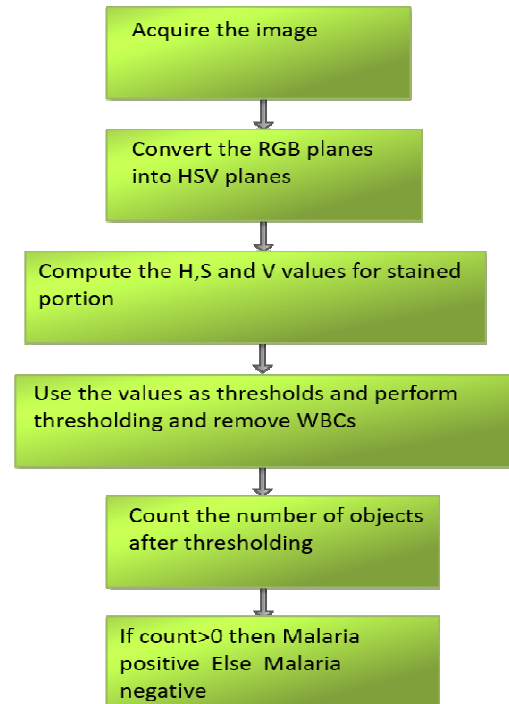 Acquire the image
Convert the RGB planes
into HSV planes
Compute the H,S and V values for stained
portion
Use the values as thresholds and perform
thresholding and remove WBCs
Count the number of objects
after thresholding
If count>0 then Malaria
positive Else Malaria
negative